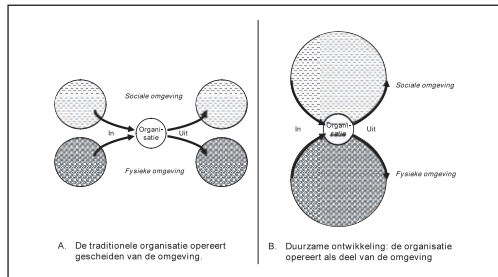 Sociale omgeving
In
Organi-
satie
Uit
Fysieke omgeving
A. De traditionele organisatie opereert
gescheiden van de omgeving.
Sociale omgeving
In
Organi-
satie
Uit
Fysieke omgeving
B. Duurzame ontwikkeling: de organisatie
opereert als deel van de omgeving